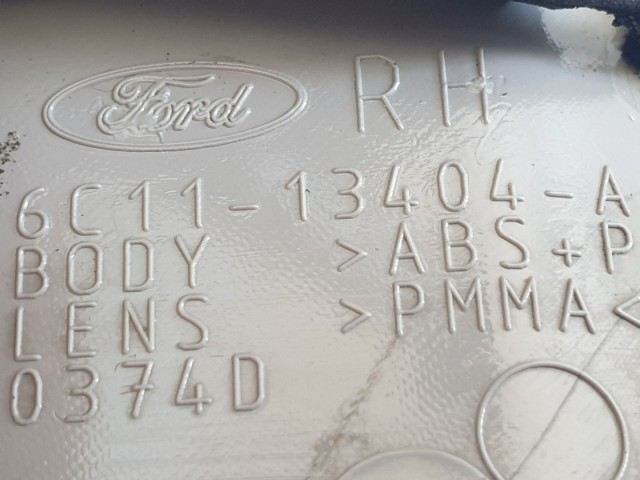 Ford RH
6C11-13404-A
BODY >ABS+P
LENS >PMMA<
0374D